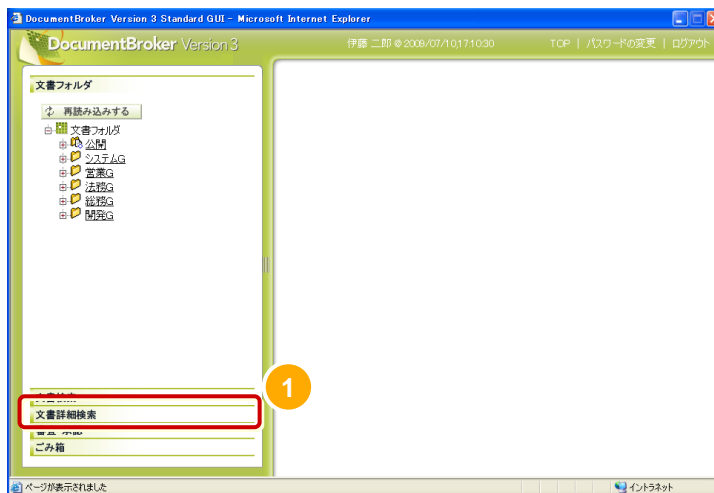 DocumentBroker Version 3 Standard GUI - Microsoft Internet Explorer
DocumentBroker Version 3
伊藤 二郎 @ 2009/07/10,17:10:30
TOP | パスワードの変更 | ログアウト
文書フォルダ
再読み込みする
文書フォルダ
公開
システムG
営業G
法務G
総務G
開発G
1
文書詳細検索
ごみ箱
ページが表示されました
イントラネット